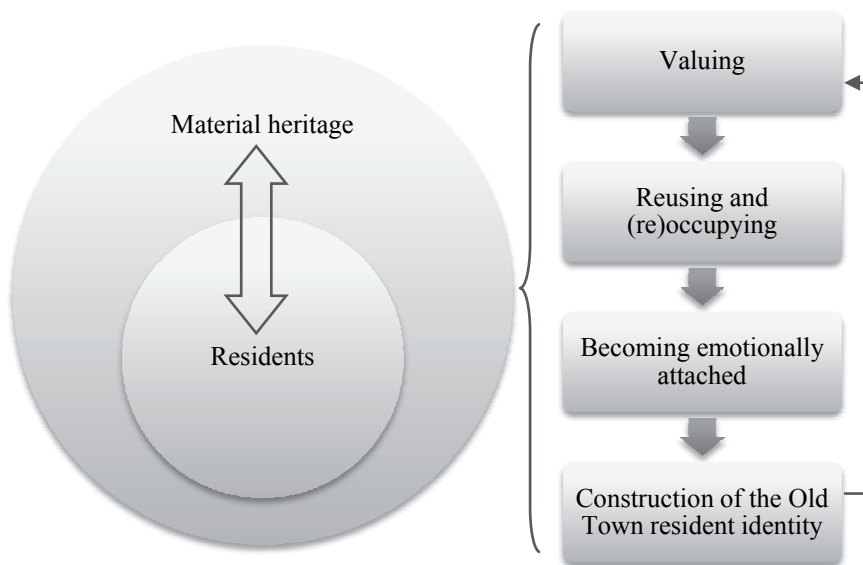 Material heritage
Residents
Valuing
Reusing and
(re)occupying
Becoming emotionally
attached
Construction of the Old
Town resident identity